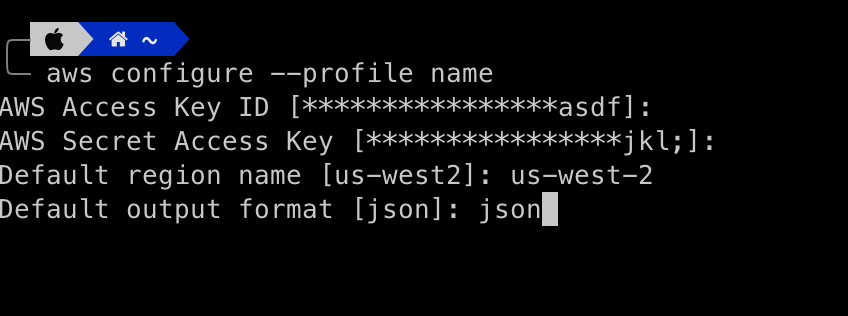 ~
aws configure --profile name
AWS Access Key ID [****************asdf]:
AWS Secret Access Key [****************jkl;]:
Default region name [us-west2]: us-west-2
Default output format [json]: json